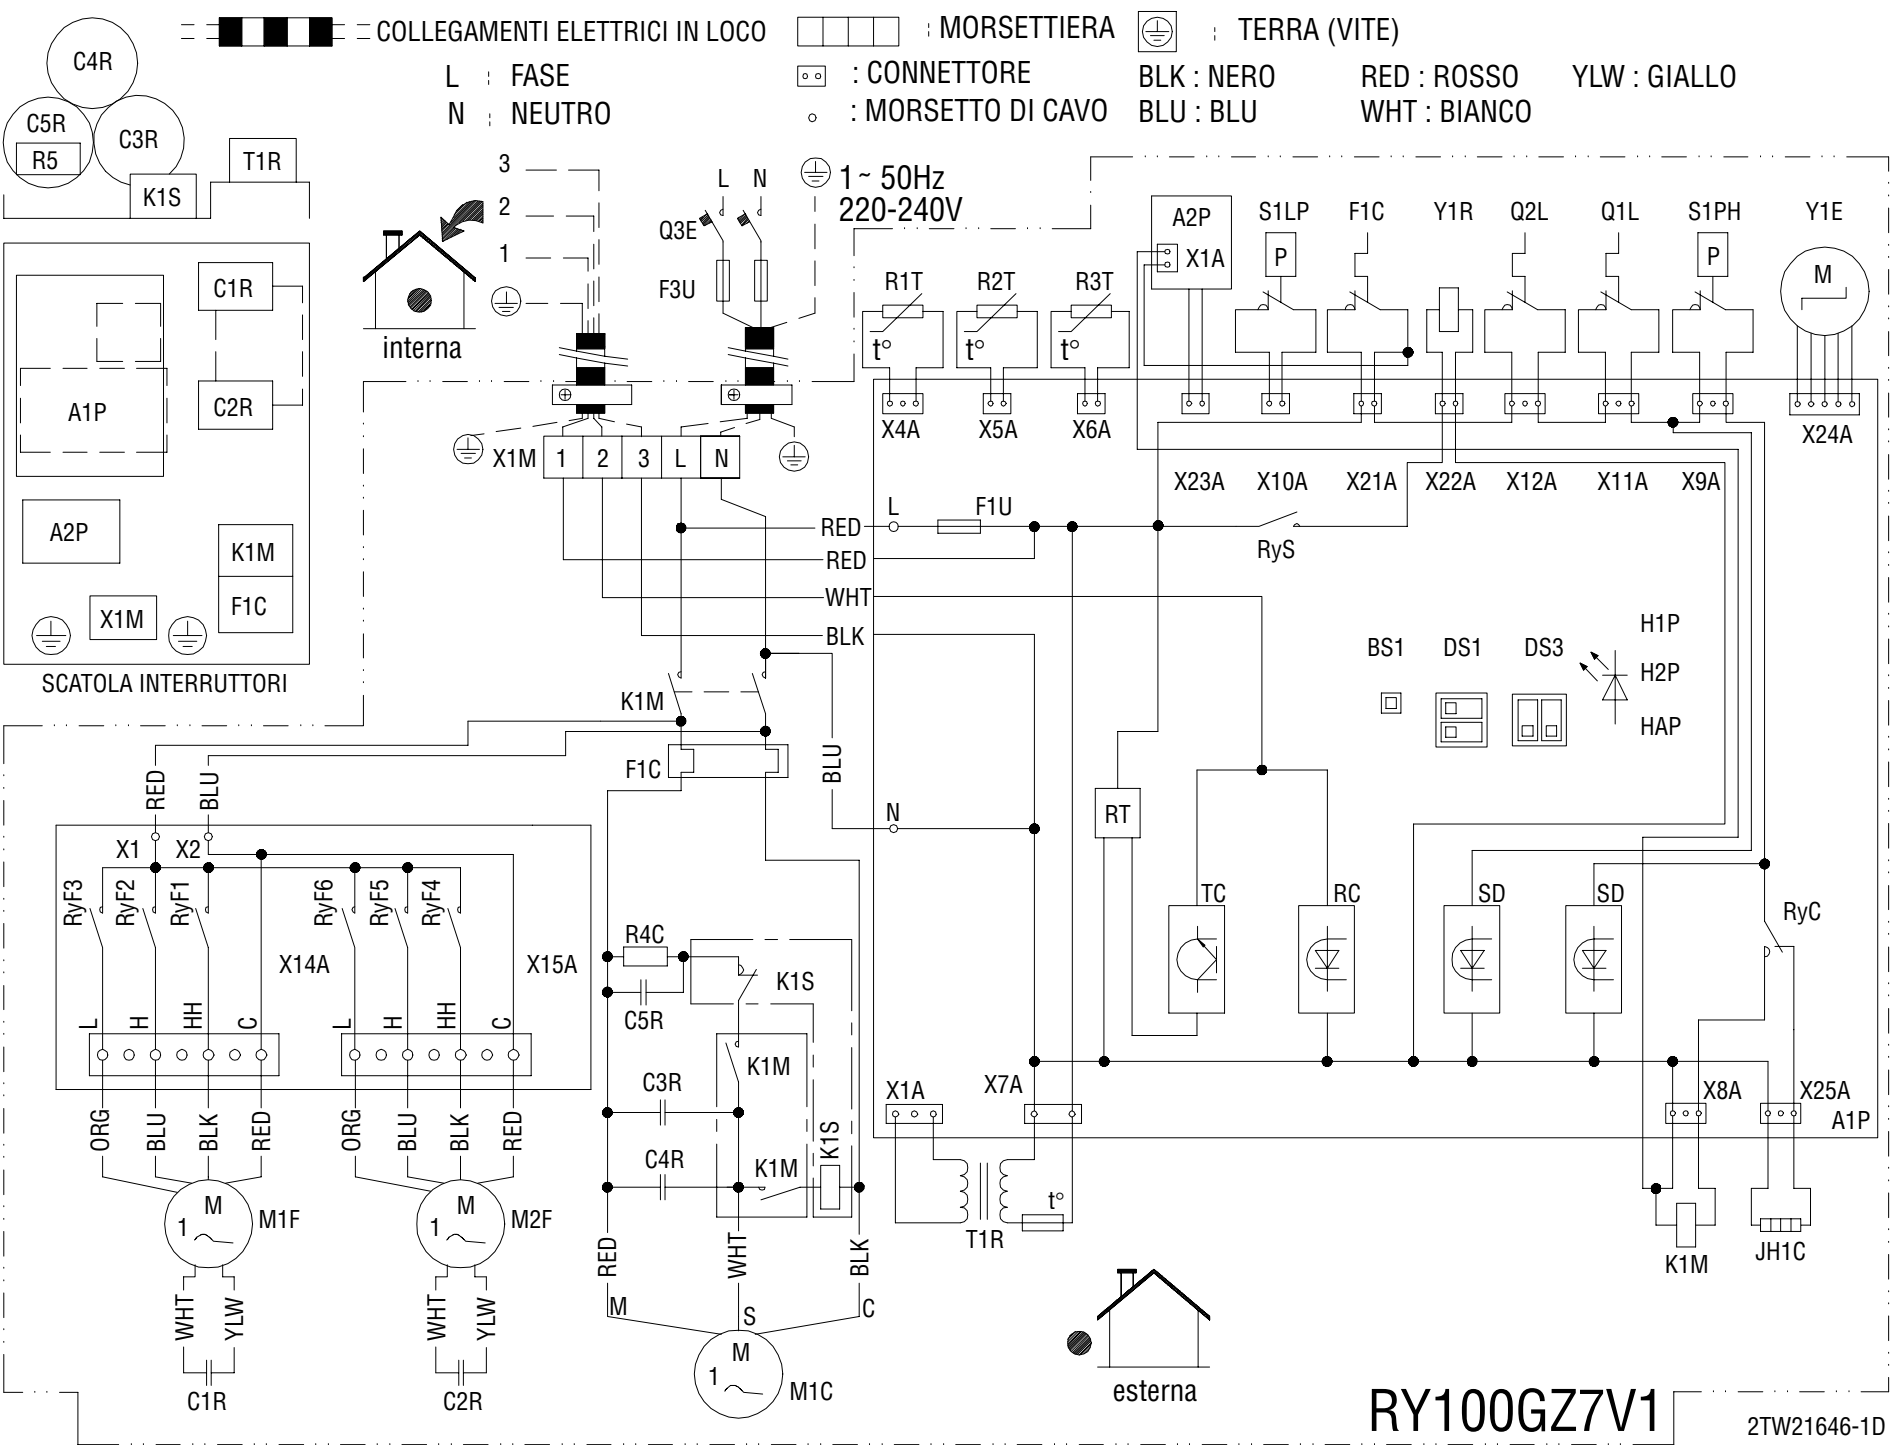 COLLEGAMENTI ELETTRICI IN LOCO : MORSETTIERA : TERRA (VITE)
L : FASE : CONNETTORE BLK : NERO RED : ROSSO YLW : GIALLO
N : NEUTRO : MORSETTO DI CAVO BLU : BLU WHT : BIANCO
C4R
C5R
R5
C3R
K1S
T1R
C1R
C2R
A1P
A2P
K1M
F1C
X1M
SCATOLA INTERRUTTORI
3
2
1
interna
L N
1~ 50Hz
220-240V
Q3E
F3U
X1M 1 2 3 L N
R1T R2T R3T
t° t° t°
A2P
X1A
S1LP F1C Y1R Q2L Q1L S1PH Y1E
P P M
X4A X5A X6A X24A
X23A X10A X21A X22A X12A X11A X9A
RED L F1U
RyS
RED
WHT
BLK
BS1 DS1 DS3
H1P
H2P
HAP
K1M
F1C
BLU
N
RT
TC RC SD SD RyC
RED BLU
X1 X2
RyF3 RyF2 RyF1 RyF6 RyF5 RyF4
X14A X15A
L H HH C L H HH C
ORG BLU BLK RED ORG BLU BLK RED
M
1
M1F
M
1
M2F
WHT YLW WHT YLW
C1R C2R
R4C
C5R
K1S
K1M
C3R
C4R
K1M
K1S
RED WHT BLK
M S C
M
1
M1C
X1A X7A X8A X25A
A1P
t°
T1R
K1M
JH1C
esterna
RY100GZ7V1
2TW21646-1D